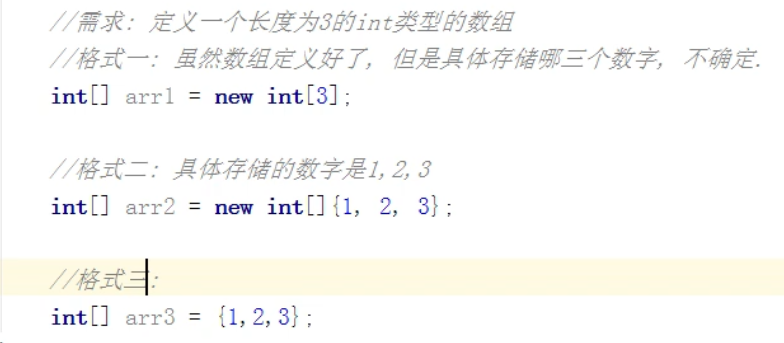 //需求: 定义一个长度为3的int类型的数组
//格式一: 虽然数组定义好了, 但是具体存储哪三个数字, 不确定.
int[] arr1 = new int[3];
//格式二: 具体存储的数字是1,2,3
int[] arr2 = new int[]{1, 2, 3};
//格式三:
int[] arr3 = {1,2,3};